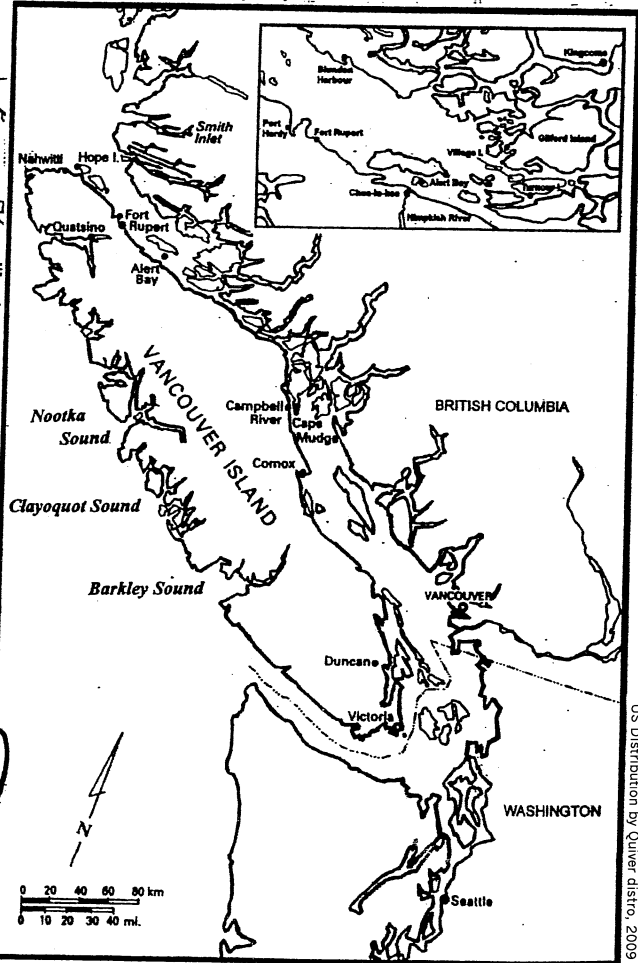 Kingcome
Blunden
Harbour
Port
Hardy
Fort Rupert
Gilford Island
Village I.
Alert Bay
Turnour I.
Nimpkish River
Smith
Inlet
Nahwitti
Hope I.
Fort
Rupert
Quatsino
Alert
Bay
VANCOUVER ISLAND
Campbell
River
Cape
Mudge
BRITISH COLUMBIA
Nootka
Sound
Comox
Clayoquot Sound
Barkley Sound
VANCOUVER
Duncan
Victoria
WASHINGTON
N
0 20 40 60 80 km
0 10 20 30 40 mi.
Seattle
US Distribution by Quiver distro, 2009